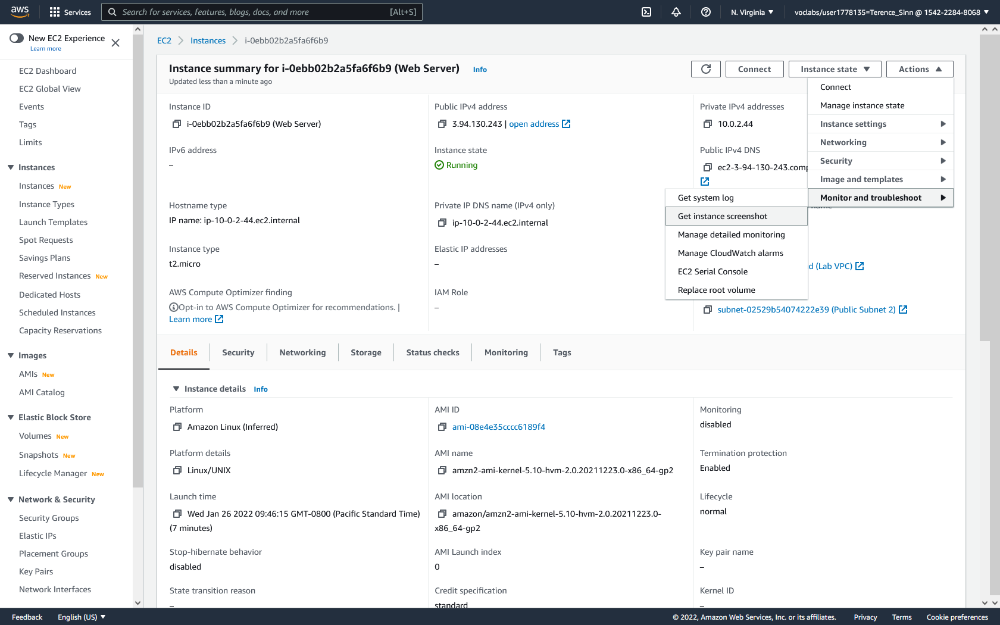 aws
Services
Search for services, features, blogs, docs, and more
[Alt+S]
N. Virginia
voclabs/user1778135=Terence_Sinn @ 1542-2284-8068
New EC2 Experience
Learn more
EC2 Dashboard
EC2 Global View
Events
Tags
Limits
Instances
Instances New
Instance Types
Launch Templates
Spot Requests
Savings Plans
Reserved Instances New
Dedicated Hosts
Scheduled Instances
Capacity Reservations
Images
AMIs New
AMI Catalog
Elastic Block Store
Volumes New
Snapshots New
Lifecycle Manager New
Network & Security
Security Groups
Elastic IPs
Placement Groups
Key Pairs
Network Interfaces
EC2
Instances
i-0ebb02b2a5fa6f6b9
Instance summary for i-0ebb02b2a5fa6f6b9 (Web Server) Info
Updated less than a minute ago
Connect
Instance state
Actions
Connect
Manage instance state
Instance settings
Networking
Security
Image and templates
Monitor and troubleshoot
Get system log
Get instance screenshot
Manage detailed monitoring
Manage CloudWatch alarms
EC2 Serial Console
Replace root volume
Instance ID
i-0ebb02b2a5fa6f6b9 (Web Server)
Public IPv4 address
3.94.130.243 | open address
Private IPv4 addresses
10.0.2.44
IPv6 address
–
Instance state
Running
Public IPv4 DNS
ec2-3-94-130-243.comp
Hostname type
IP name: ip-10-0-2-44.ec2.internal
Private IP DNS name (IPv4 only)
ip-10-0-2-44.ec2.internal
Instance type
t2.micro
Elastic IP addresses
–
(Lab VPC)
AWS Compute Optimizer finding
Opt-in to AWS Compute Optimizer for recommendations. |
Learn more
IAM Role
–
subnet-02529b54074222e39 (Public Subnet 2)
Details
Security
Networking
Storage
Status checks
Monitoring
Tags
Instance details Info
Platform
Amazon Linux (Inferred)
AMI ID
ami-08e4e35cccc6189f4
Monitoring
disabled
Platform details
Linux/UNIX
AMI name
amzn2-ami-kernel-5.10-hvm-2.0.20211223.0-x86_64-gp2
Termination protection
Enabled
Launch time
Wed Jan 26 2022 09:46:15 GMT-0800 (Pacific Standard Time)
(7 minutes)
AMI location
amazon/amzn2-ami-kernel-5.10-hvm-2.0.20211223.0-
x86_64-gp2
Lifecycle
normal
Stop-hibernate behavior
disabled
AMI Launch index
0
Key pair name
–
State transition reason
–
Credit specification
standard
Kernel ID
–
Feedback
English (US)
© 2022, Amazon Web Services, Inc. or its affiliates.
Privacy
Terms
Cookie preferences